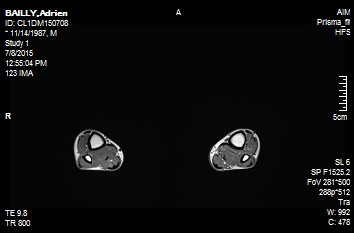 BAILLY,Adrien
ID: CL1DM150708
* 11/14/1987, M
Study 1
7/8/2015
12:55:04 PM
123 IMA
A
AIM
Prisma_fit
HFS
R
5cm
TE 9.8
TR 800
SL 6
SP F1525.2
FoV 281*500
288p*512
Tra
W: 992
C: 478